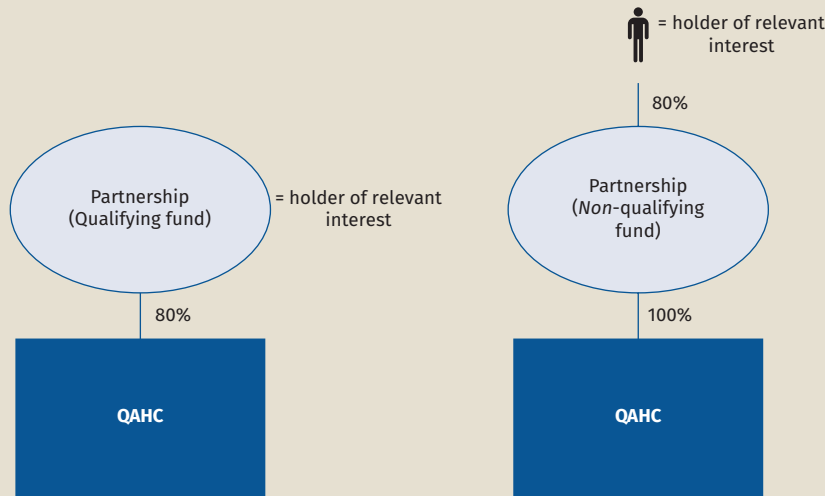 Partnership
(Qualifying fund)
= holder of relevant
interest
80%
QAHC
= holder of relevant
interest
80%
Partnership
(Non-qualifying
fund)
100%
QAHC